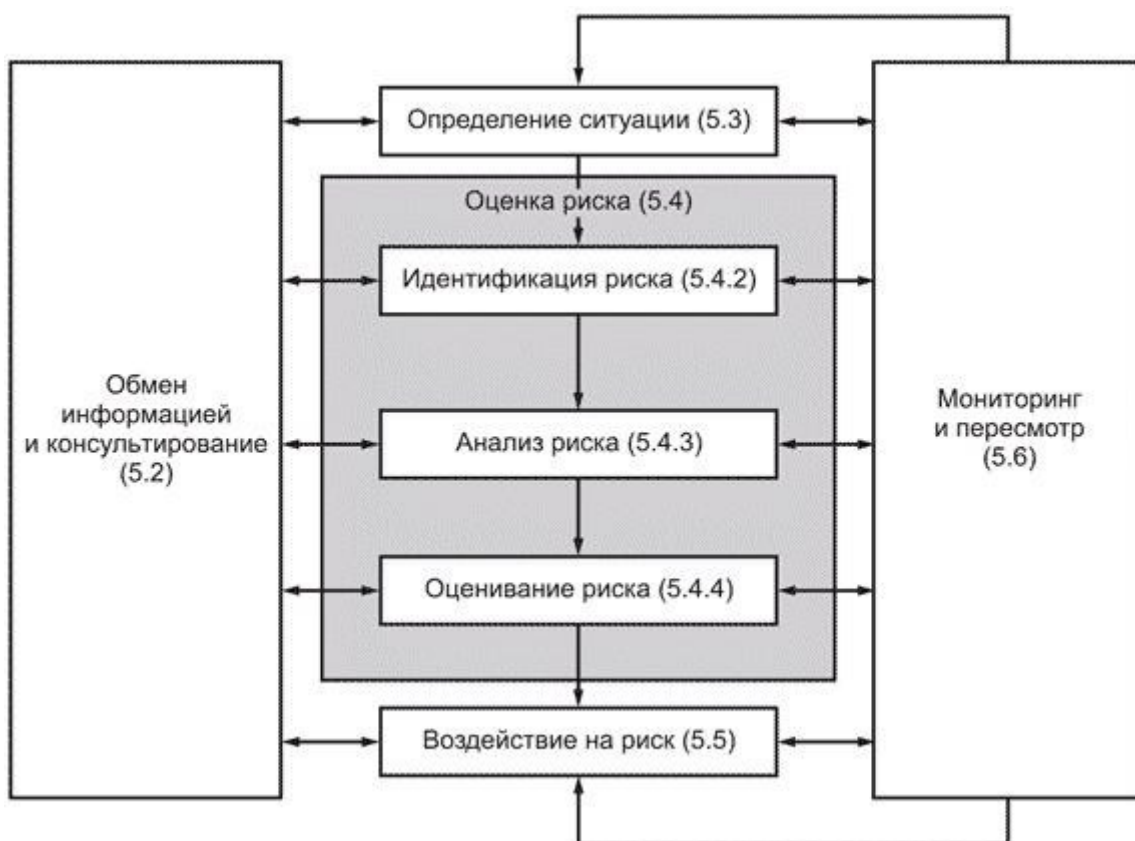 Определение ситуации (5.3)
Оценка риска (5.4)
Идентификация риска (5.4.2)
Обмен
информацией
и консультирование
(5.2)
Анализ риска (5.4.3)
Мониторинг
и пересмотр
(5.6)
Оценивание риска (5.4.4)
Воздействие на риск (5.5)